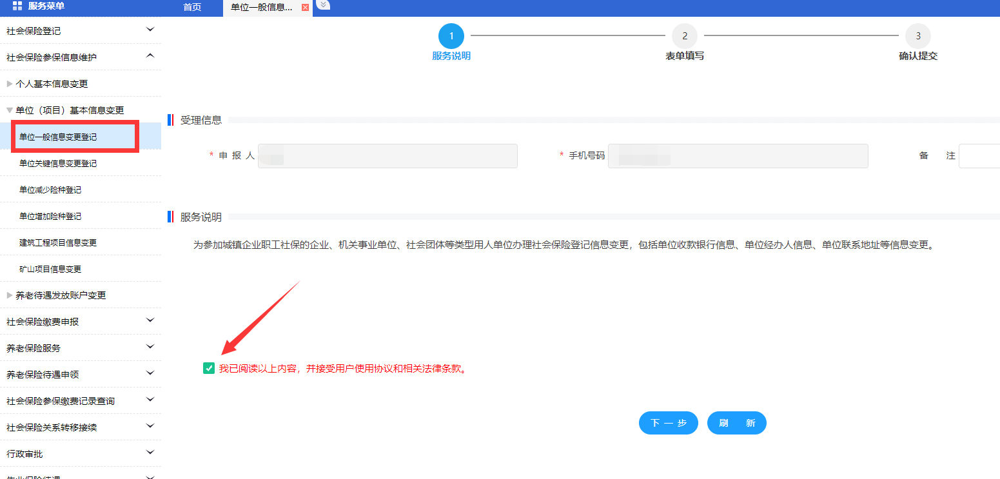 服务菜单
首页
单位一般信息...
社会保险登记
社会保险参保信息维护
个人基本信息变更
单位（项目）基本信息变更
单位一般信息变更登记
单位关键信息变更登记
单位减少险种登记
单位增加险种登记
建筑工程项目信息变更
矿山项目信息变更
养老待遇发放账户变更
社会保险缴费申报
养老保险服务
养老保险待遇申领
社会保险参保缴费记录查询
社会保险关系转移接续
行政审批
1
服务说明
2
表单填写
3
确认提交
受理信息
* 申 报 人
* 手机号码
备 注
服务说明
为参加城镇企业职工社保的企业、机关事业单位、社会团体等类型用人单位办理社会保险登记信息变更，包括单位收款银行信息、单位经办人信息、单位联系地址等信息变更。
我已阅读以上内容，并接受用户使用协议和相关法律条款。
下 一 步
刷 新